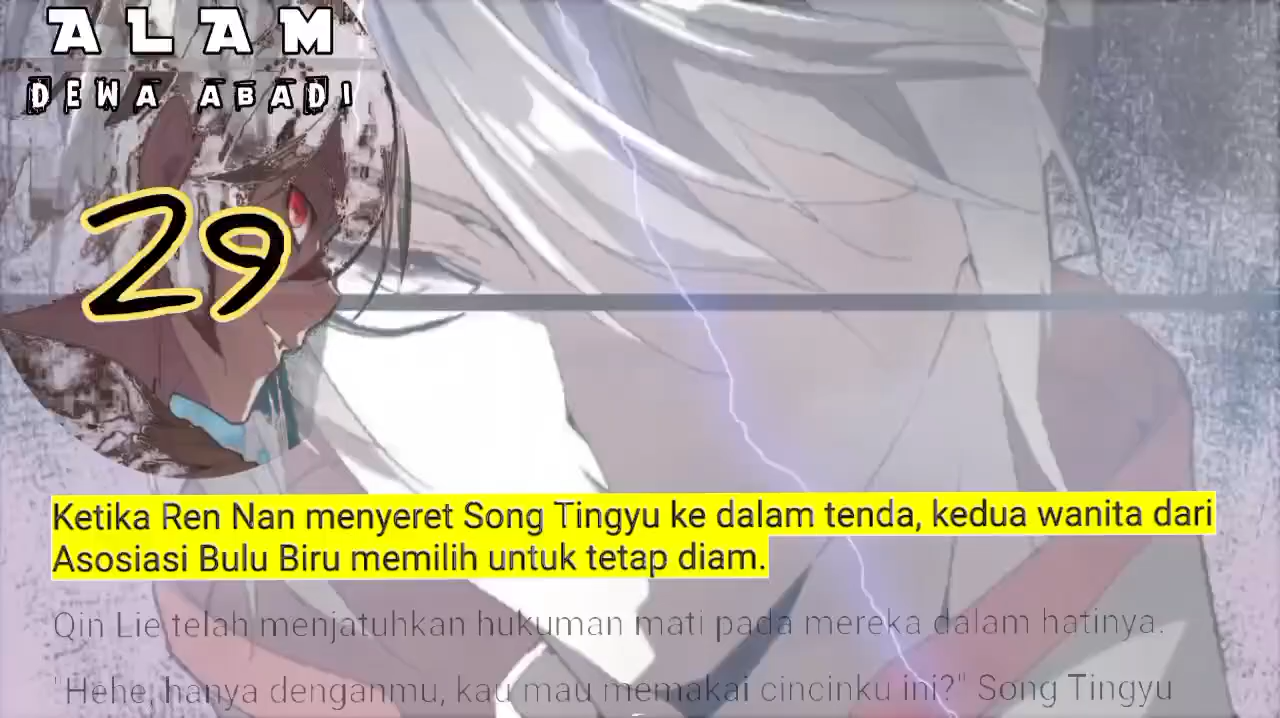 ALAM
DEWA ABADI
29
Ketika Ren Nan menyeret Song Tingyu ke dalam tenda, kedua wanita dari
Asosiasi Bulu Biru memilih untuk tetap diam.
Qin Lie telah menjatuhkan hukuman mati pada mereka dalam hatinya.
"Hehe, hanya denganmu, kau mau memakai cincinku ini?" Song Tingyu